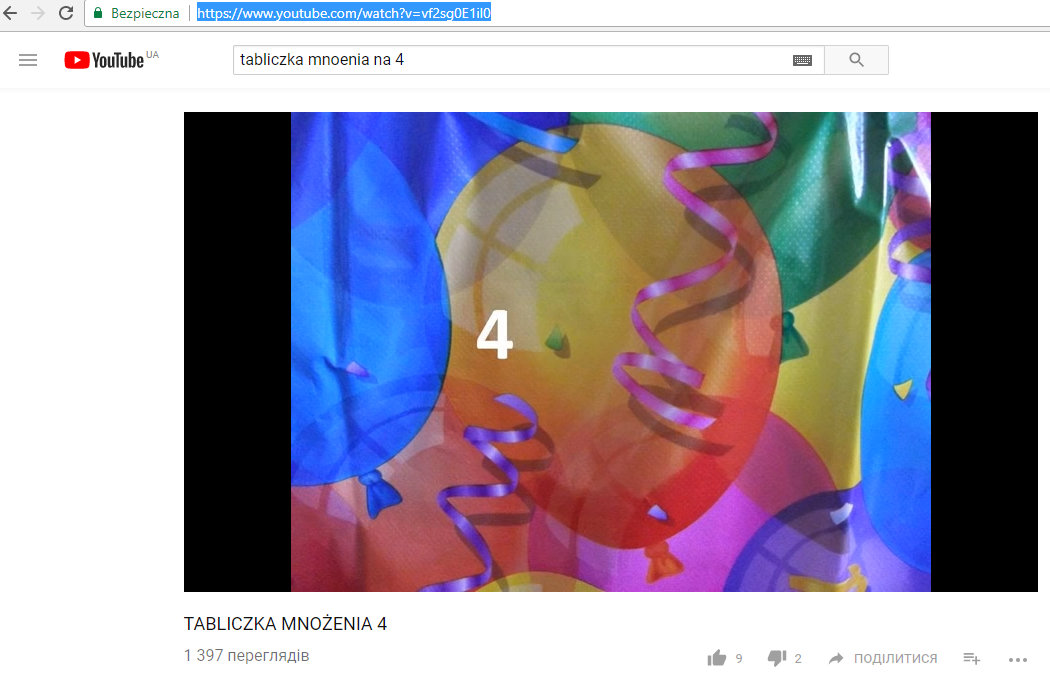 Bezpieczna https://www.youtube.com/watch?v=vf2sg0E1il0
YouTube UA
tabliczka mnoenia na 4
4
TABLICZKA MNOŻENIA 4
1 397 переглядів
9 2 ПОДІЛИТИСЯ